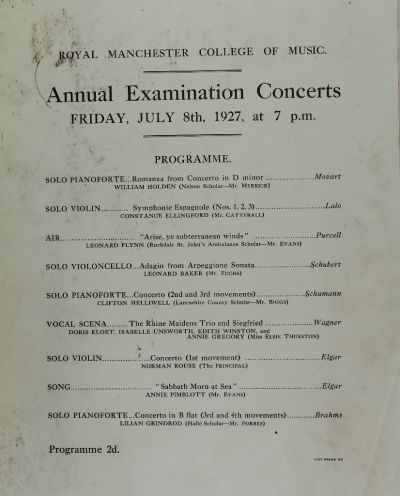 ROYAL MANCHESTER COLLEGE OF MUSIC.
Annual Examination Concerts
FRIDAY, JULY 8th, 1927, at 7 p.m.
PROGRAMME.
SOLO PIANOFORTE...Romanza from Concerto in D minor ....................Mozart
WILLIAM HOLDEN (Nelson Scholar—Mr. Merrick)
SOLO VIOLIN.......... Symphonie Espagnole (Nos. 1, 2, 3)..........................Lalo
CONSTANCE ELLINGFORD (Mr. Catterall)
AIR............................ "Arise, ye subterranean winds" ..........................Purcell
LEONARD FLYNN (Rochdale St. John's Ambulance Scholar—Mr. Evans)
SOLO VIOLONCELLO...Adagio from Arpeggione Sonata.....................Schubert
LEONARD BAKER (Mr. Fuchs)
SOLO PIANOFORTE...Concerto (2nd and 3rd movements)..................Schumann
CLIFTON HELLIWELL (Lancashire County Scholar—Mr. Biggs)
VOCAL SCENA........The Rhine Maidens Trio and Siegfried...................Wagner
DORIS KLOET, ISABELLE UNSWORTH, EDITH WINSTON, and
ANNIE GREGORY (Miss Elsie Thurston)
SOLO VIOLIN....................Concerto (1st movement) ............................Elgar
NORMAN ROUSE (The Principal)
SONG............................"Sabbath Morn at Sea" ..............................Elgar
ANNIE PIMBLOTT (Mr. Evans)
SOLO PIANOFORTE...Concerto in B flat (3rd and 4th movements)...........Brahms
LILIAN GRINDROD (Hallé Scholar—Mr. Forbes)
Programme 2d.